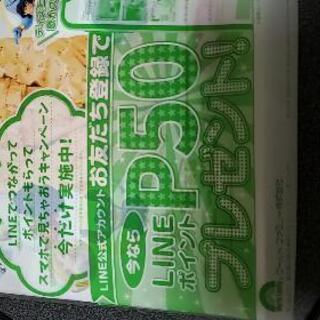 LINEとつながって
ポイントもらって
スマホで見ちゃおうキャンペーン
今だけ実施中!
LINE公式アカウントお友だち登録で
今なら
LINE
ポイント
P50
プレゼント!